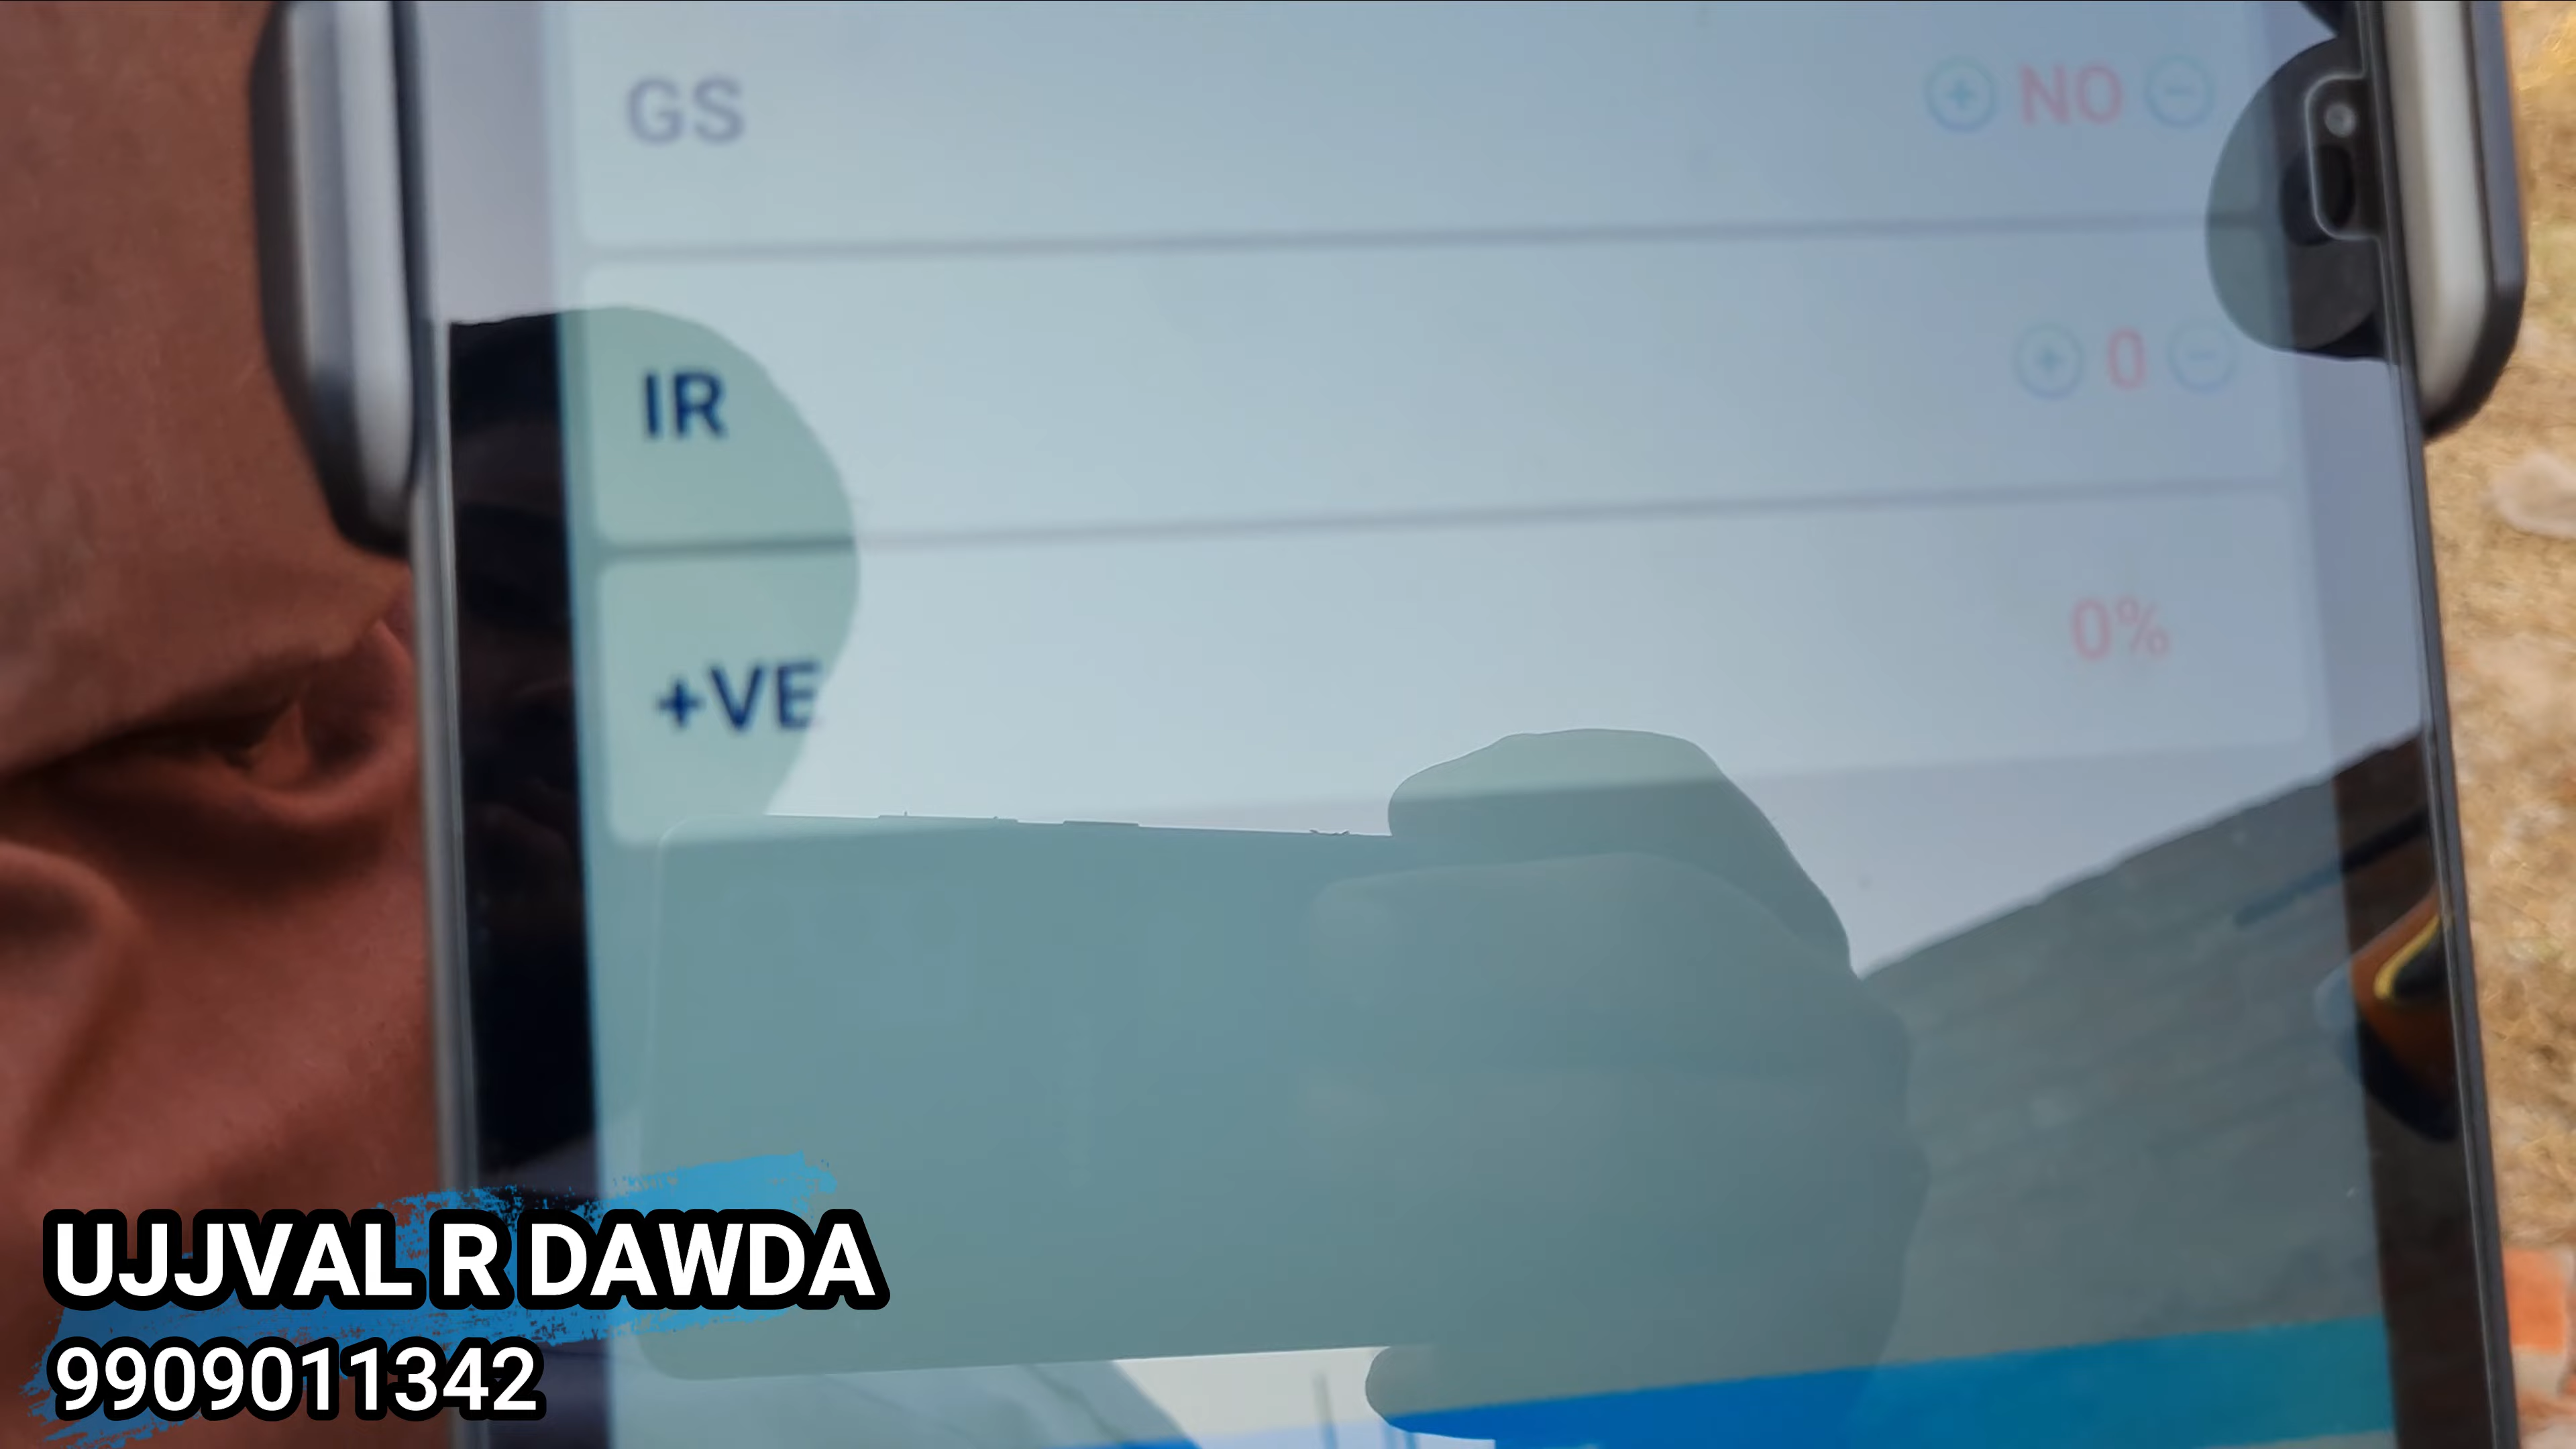 GS ⊕ NO ⊖
IR ⊕ 0 ⊖
+VE 0%
UJJVAL R DAWDA
9909011342